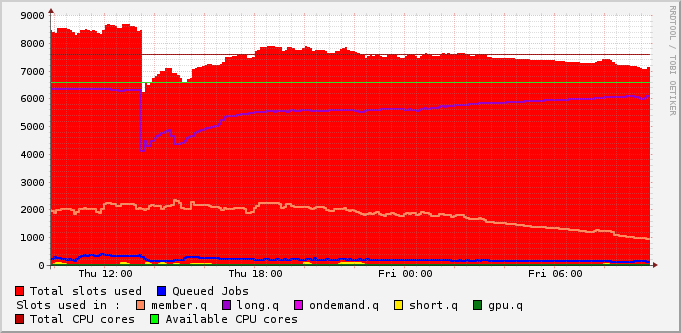 9000
8000
7000
6000
5000
4000
3000
2000
1000
0
Thu 12:00 Thu 18:00 Fri 00:00 Fri 06:00
RRDTOOL / TOBI OETIKER
Total slots used Queued Jobs
Slots used in : member.q long.q ondemand.q short.q gpu.q
Total CPU cores Available CPU cores